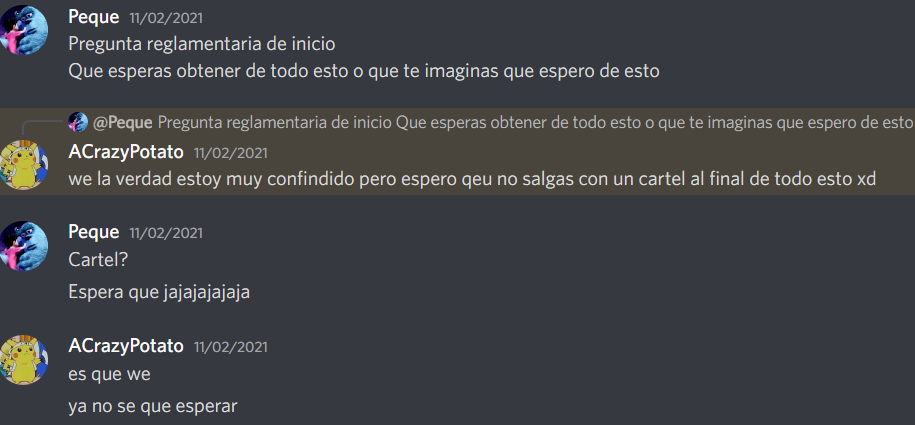 Peque 11/02/2021
Pregunta reglamentaria de inicio
Que esperas obtener de todo esto o que te imaginas que espero de esto
@Peque Pregunta reglamentaria de inicio Que esperas obtener de todo esto o que te imaginas que espero de esto
ACrazyPotato 11/02/2021
we la verdad estoy muy confindido pero espero qeu no salgas con un cartel al final de todo esto xd
Peque 11/02/2021
Cartel?
Espera que jajajajajaja
ACrazyPotato 11/02/2021
es que we
ya no se que esperar